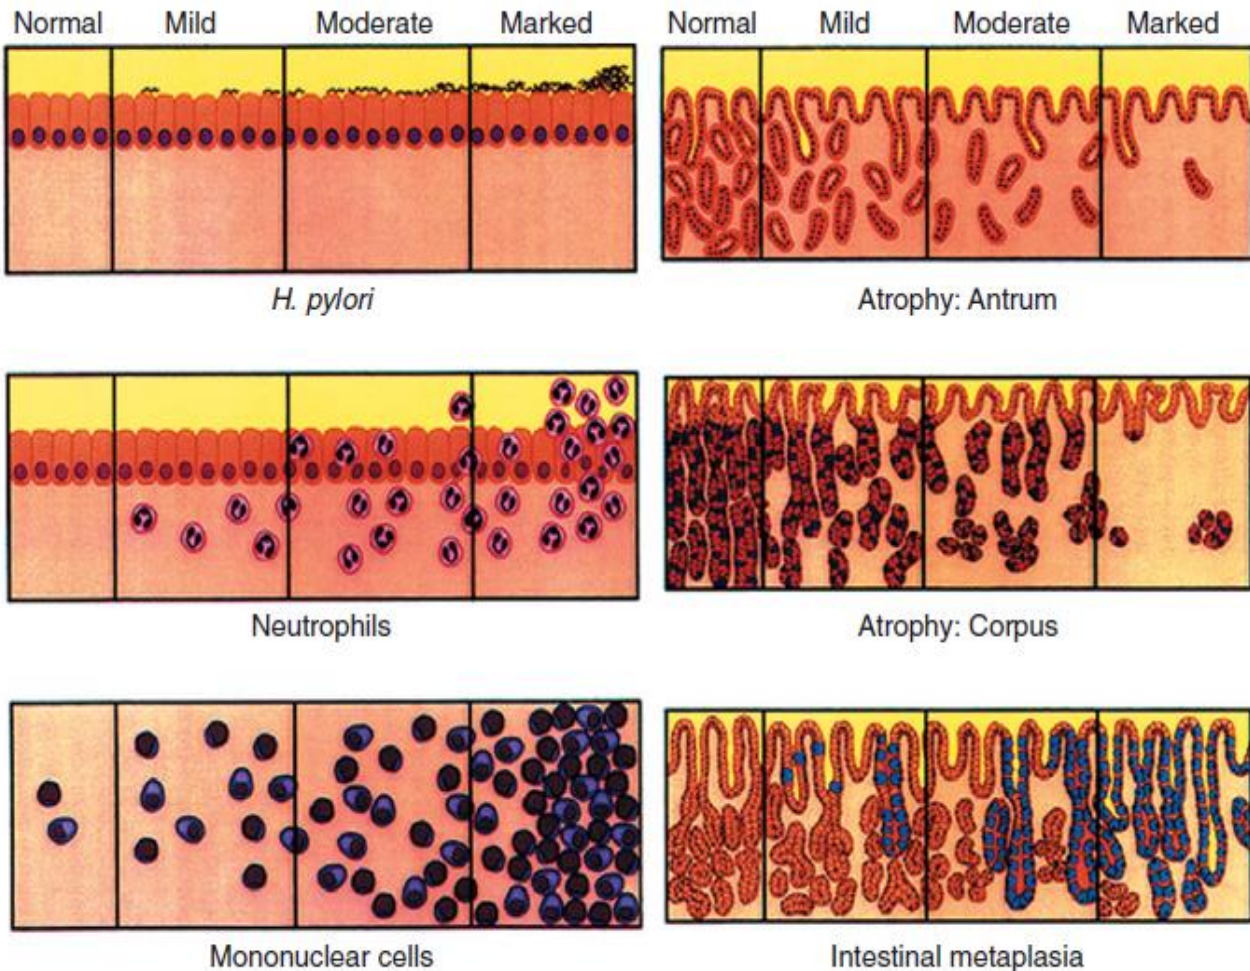 Normal Mild Moderate Marked
Normal Mild Moderate Marked
H. pylori
Atrophy: Antrum
Neutrophils
Atrophy: Corpus
Mononuclear cells
Intestinal metaplasia